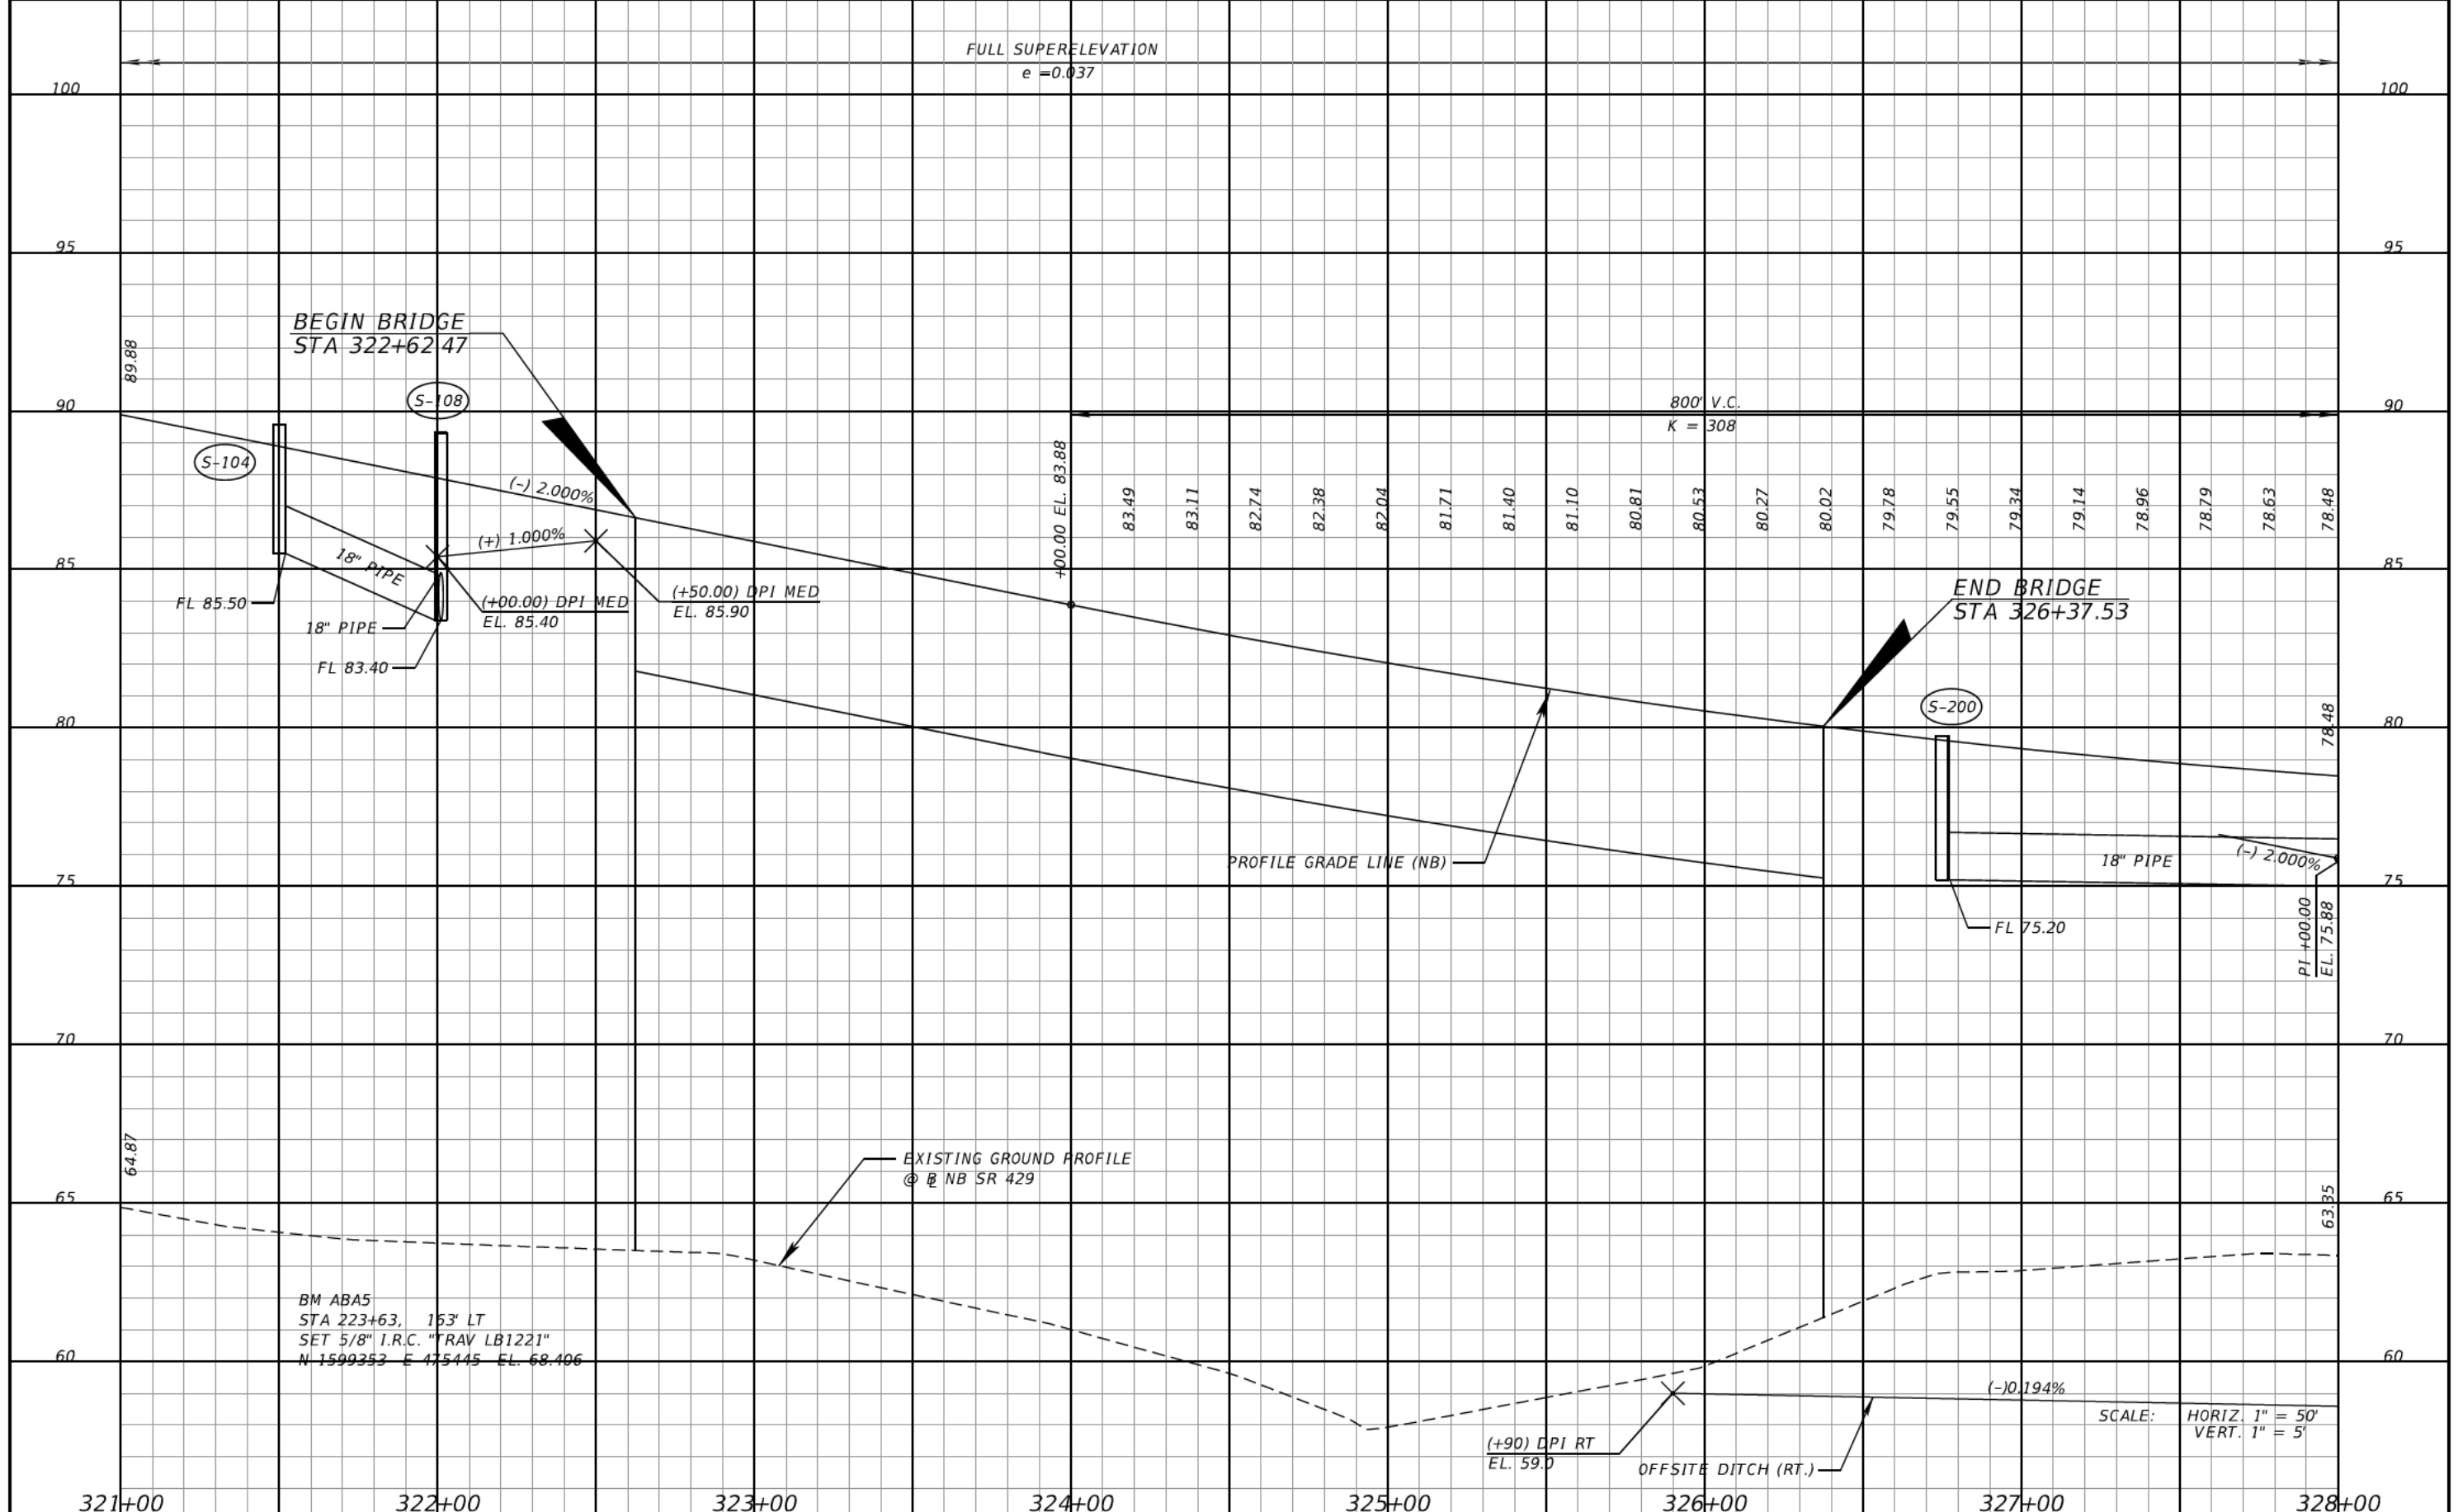 FULL SUPERELEVATION
e =0.037
100
100
95
95
BEGIN BRIDGE
STA 322+62.47
89.88
S-108
90
90
800' V.C.
K = 308
S-104
(-) 2.000%
+00.00 EL. 83.88
83.49
83.11
82.74
82.38
82.04
81.71
81.40
81.10
80.81
80.53
80.27
80.02
79.78
79.55
79.34
79.14
78.96
78.79
78.63
78.48
(+) 1.000%
18" PIPE
85
85
FL 85.50
(+00.00) DPI MED
EL. 85.40
(+50.00) DPI MED
EL. 85.90
END BRIDGE
STA 326+37.53
18" PIPE
FL 83.40
S-200
80
80
78.48
PROFILE GRADE LINE (NB)
18" PIPE
(-) 2.000%
75
75
FL 75.20
PI +00.00
EL. 75.88
70
70
64.87
EXISTING GROUND PROFILE
@ BL NB SR 429
65
65
63.35
BM ABA5
STA 223+63, 163' LT
SET 5/8" I.R.C. "TRAV LB1221"
N 1599353 E 475445 EL. 68.406
60
60
(-)0.194%
SCALE: HORIZ. 1" = 50'
VERT. 1" = 5'
(+90) DPI RT
EL. 59.0
OFFSITE DITCH (RT.)
321+00
322+00
323+00
324+00
325+00
326+00
327+00
328+00